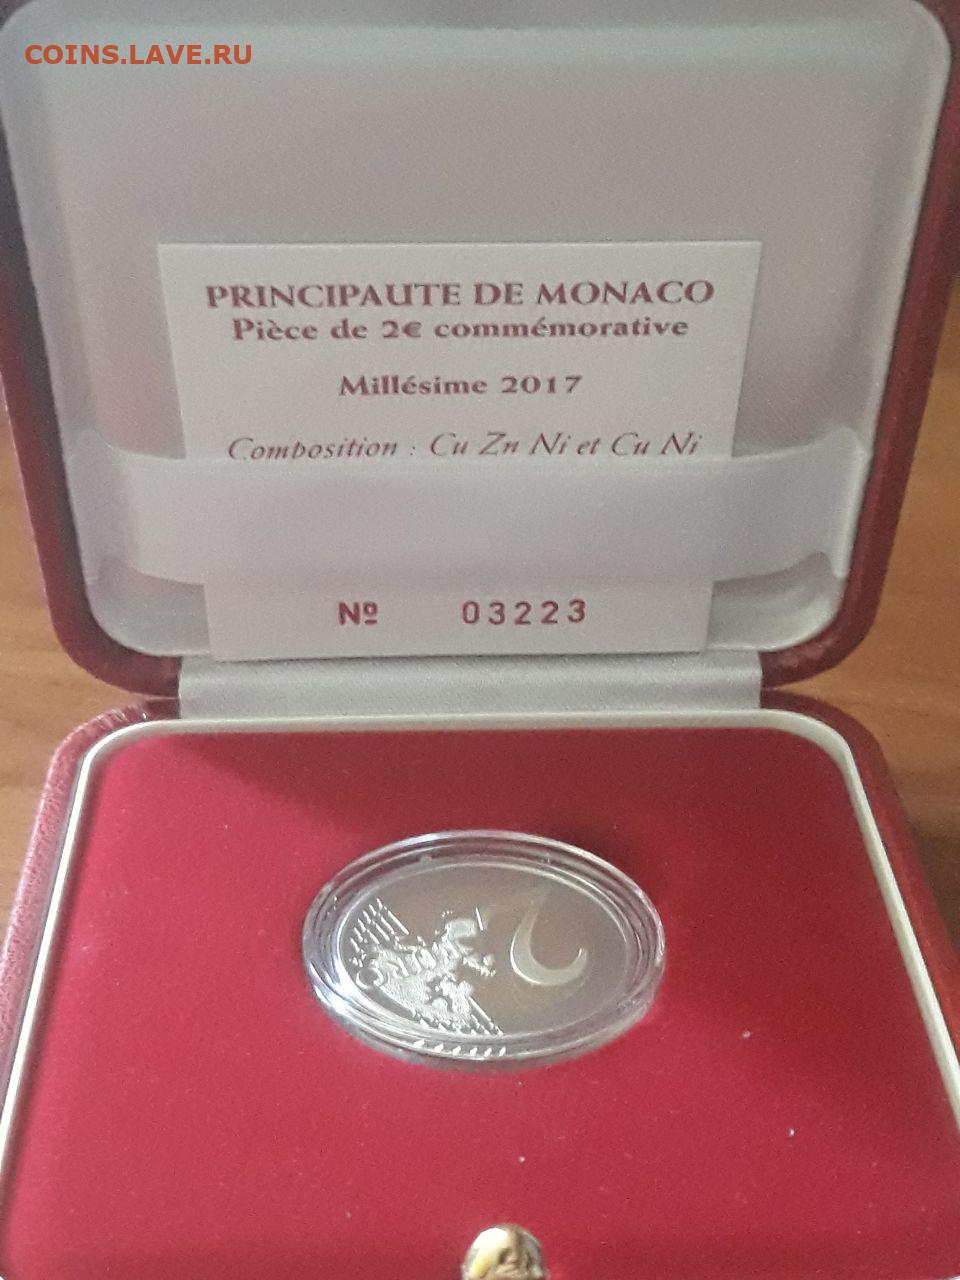 COINS.LAVE.RU
PRINCIPAUTE DE MONACO
Pièce de 2€ commémorative
Millésime 2017
Composition : Cu Zn Ni et Cu Ni
Nº 03223